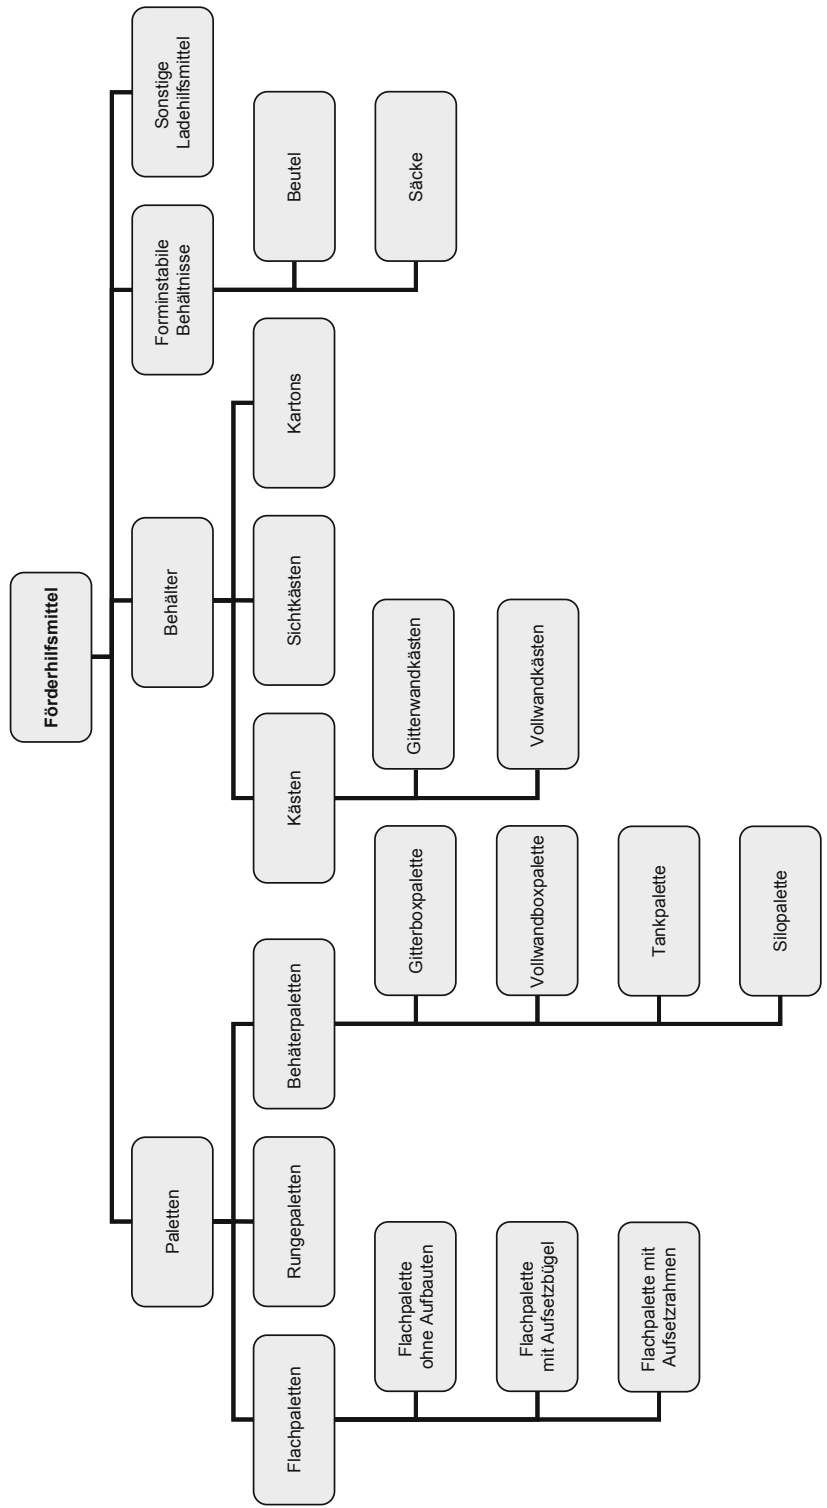 Förderhilfsmittel
Paletten
Behälter
Forminstabile
Behältnisse
Sonstige
Ladehilfsmittel
Flachpaletten
Rungepaletten
Behäterpaletten
Kästen
Sichtkästen
Kartons
Beutel
Flachpalette
ohne Aufbauten
Gitterboxpalette
Gitterwandkästen
Säcke
Flachpalette
mit Aufsetzbügel
Vollwandboxpalette
Vollwandkästen
Flachpalette mit
Aufsetzrahmen
Tankpalette
Silopalette